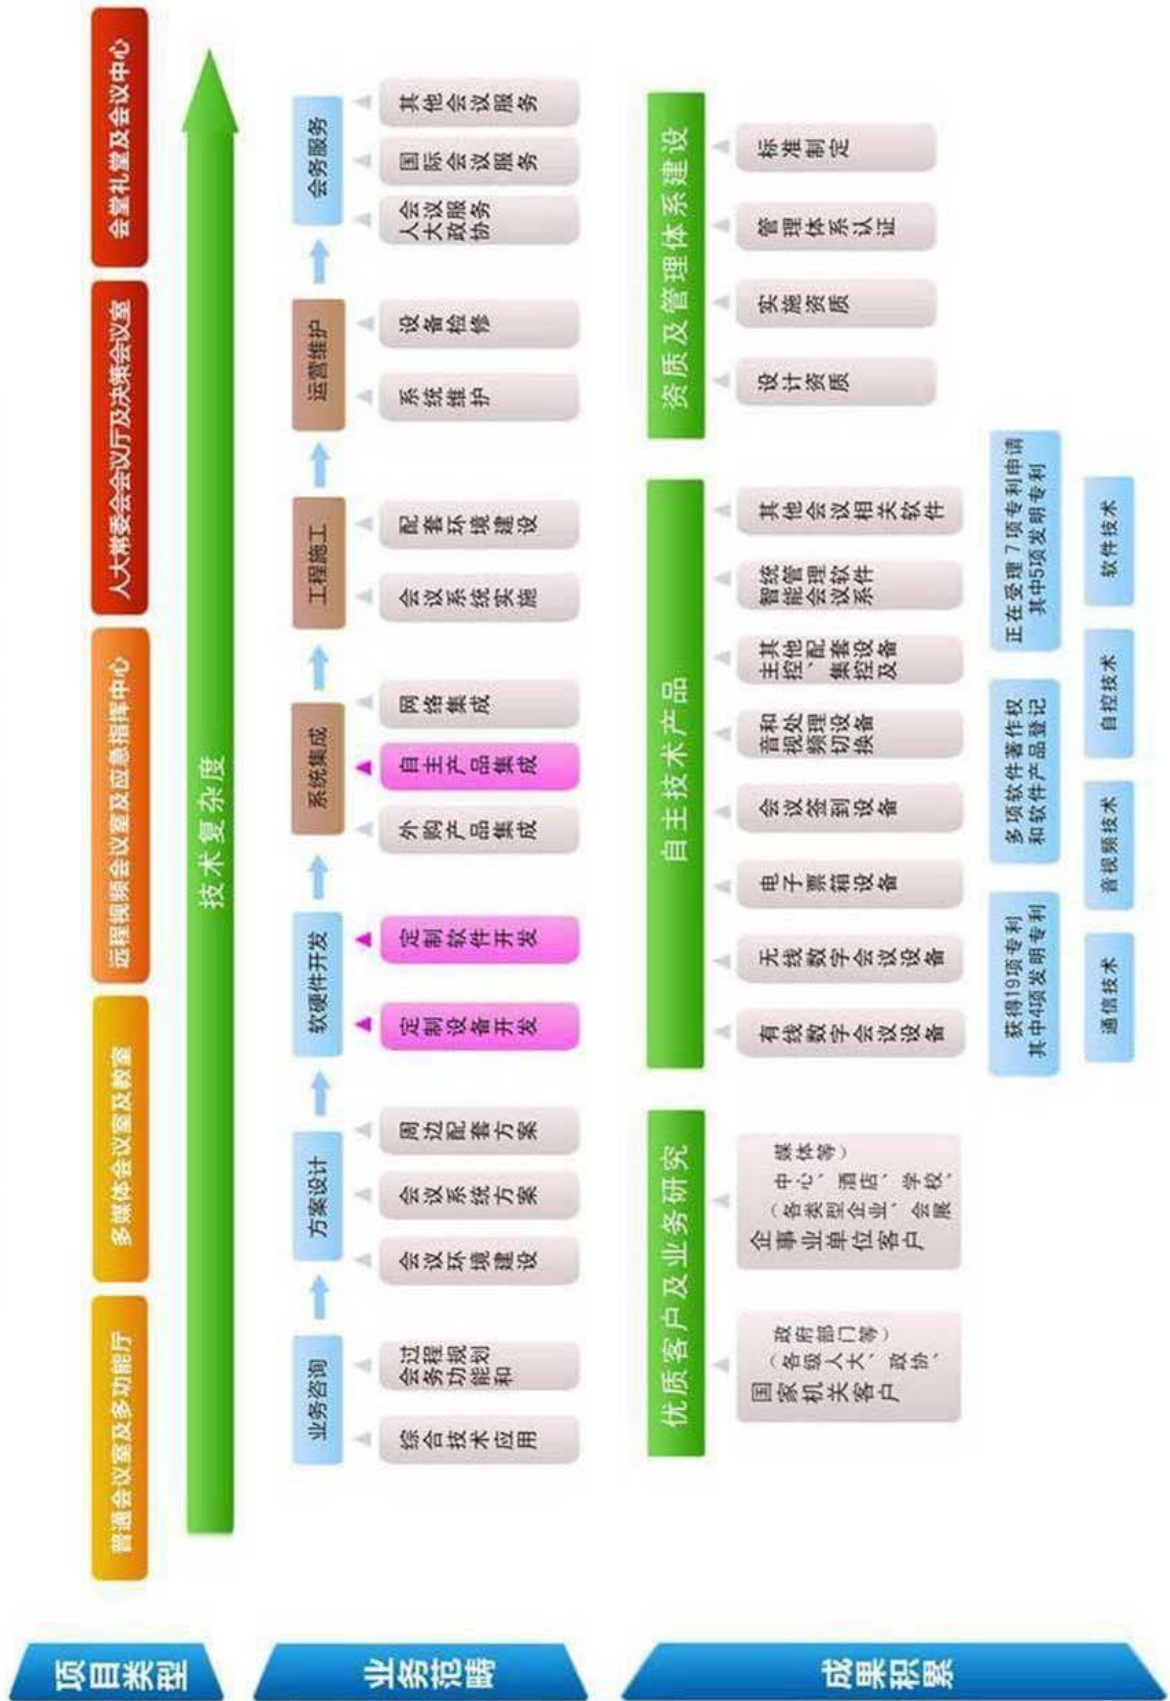 项目类型
普通会议室及多功能厅
多媒体会议室及教室
远程视频会议室及应急指挥中心
人大常委会会议厅及决策会议室
会堂礼堂及会议中心
技术复杂度
业务范畴
业务咨询
方案设计
软硬件开发
系统集成
工程施工
运营维护
会务服务
综合技术应用
会务功能和
过程规划
会议环境建设
会议系统方案
周边配套方案
定制设备开发
定制软件开发
外购产品集成
自主产品集成
网络集成
会议系统实施
配套环境建设
系统维护
设备检修
人大政协
会议服务
国际会议服务
其他会议服务
成果积累
优质客户及业务研究
自主技术产品
资质及管理体系建设
国家机关客户
（各级人大、政协、
政府部门等）
企事业单位客户
（各类型企业、会展
中心、酒店、学校、
媒体等）
有线数字会议设备
无线数字会议设备
电子票箱设备
会议签到设备
音视频切换
和处理设备
主控、集控及
其他配套设备
智能会议系
统管理软件
其他会议相关软件
设计资质
实施资质
管理体系认证
标准制定
获得19项专利
其中4项发明专利
多项软件著作权
和软件产品登记
正在受理7项专利申请
其中5项发明专利
通信技术
音视频技术
自控技术
软件技术